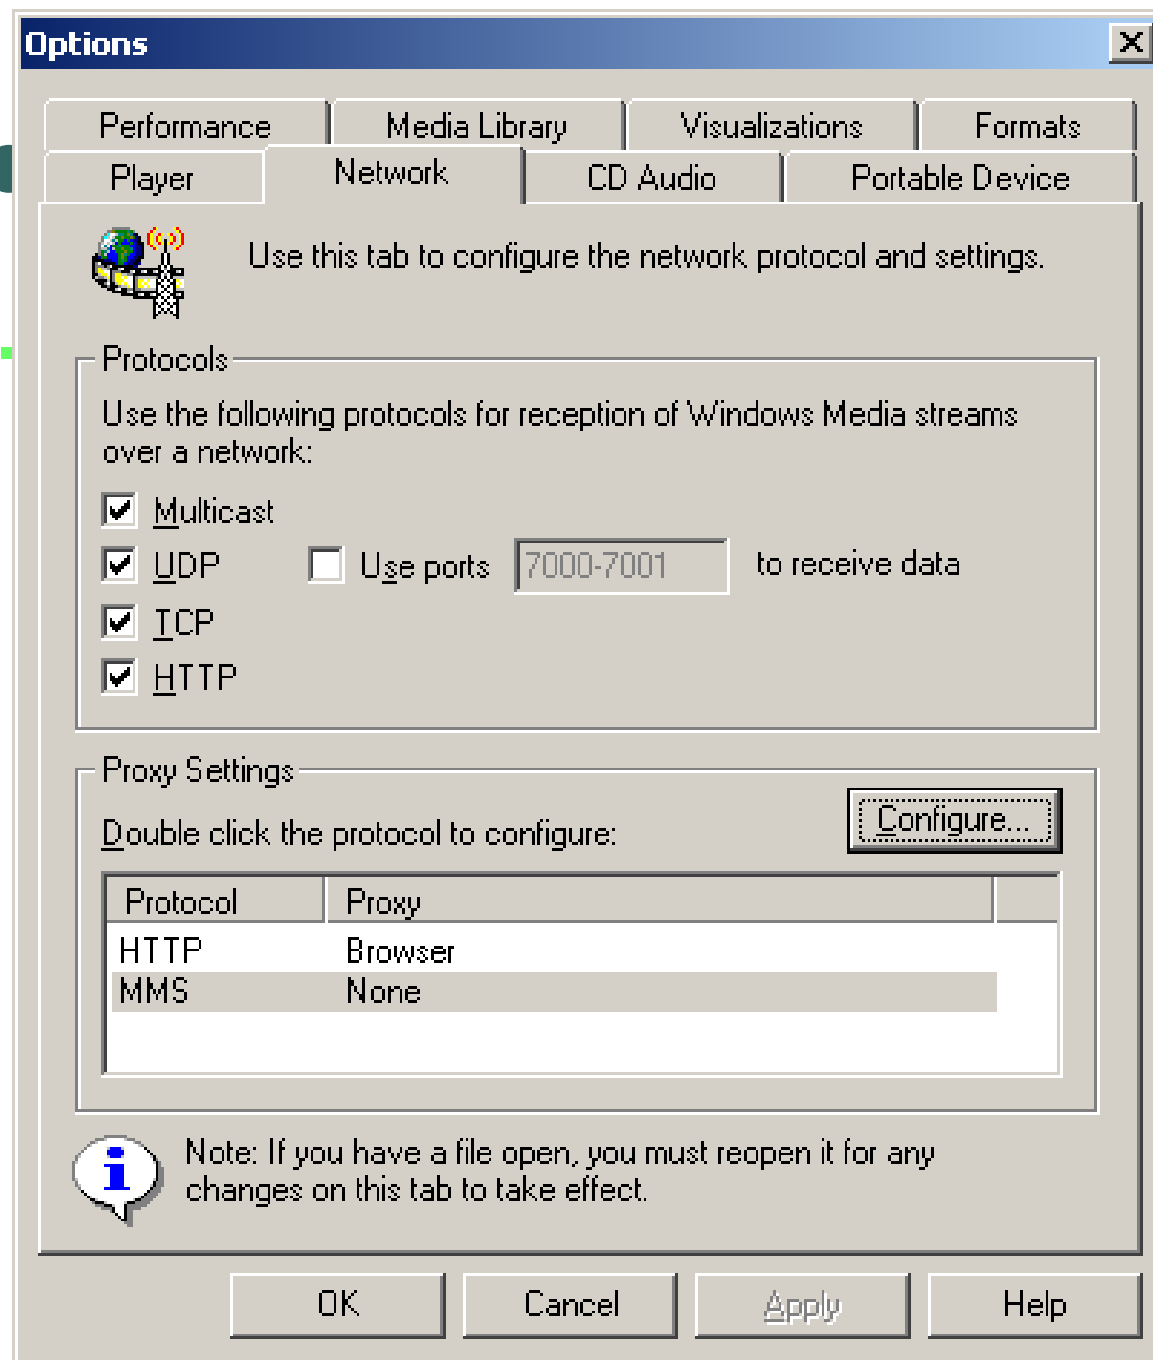 Options
Performance Media Library Visualizations Formats
Player Network CD Audio Portable Device
Use this tab to configure the network protocol and settings.
Protocols
Use the following protocols for reception of Windows Media streams
over a network:
Multicast
UDP Use ports 7000-7001 to receive data
TCP
HTTP
Proxy Settings
Double click the protocol to configure:
Configure...
Protocol Proxy
HTTP Browser
MMS None
Note: If you have a file open, you must reopen it for any
changes on this tab to take effect.
OK Cancel Apply Help